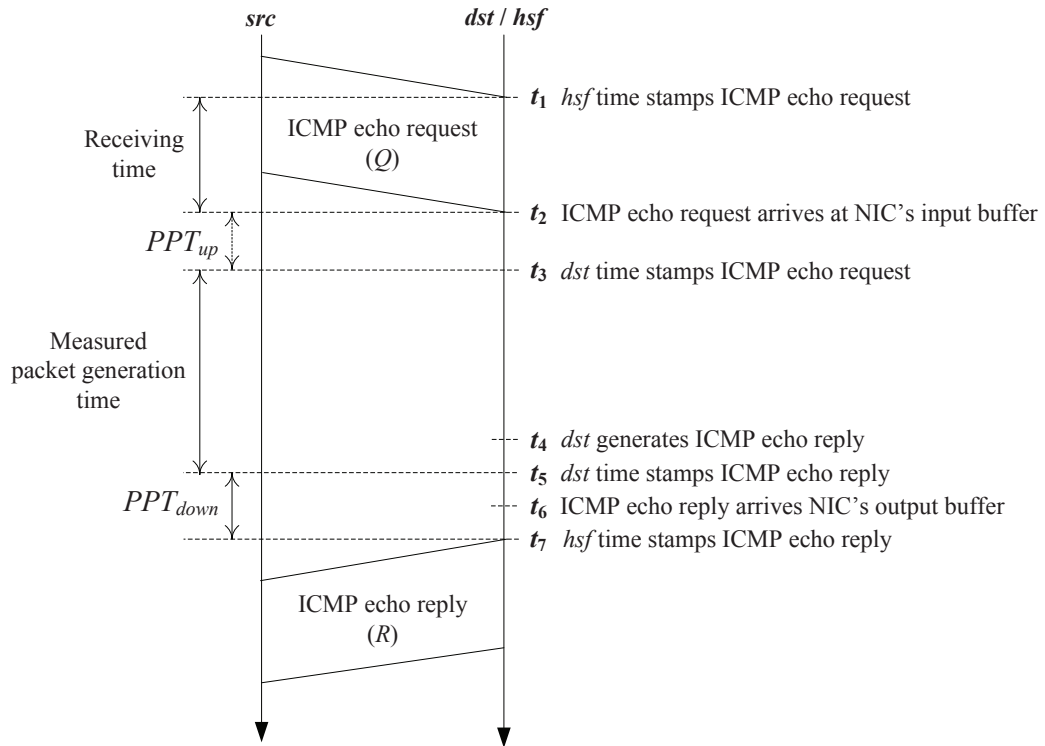 src
dst / hsf
t1 hsf time stamps ICMP echo request
Receiving
time
ICMP echo request
(Q)
t2 ICMP echo request arrives at NIC's input buffer
PPTup
t3 dst time stamps ICMP echo request
Measured
packet generation
time
t4 dst generates ICMP echo reply
t5 dst time stamps ICMP echo reply
PPTdown
t6 ICMP echo reply arrives NIC's output buffer
t7 hsf time stamps ICMP echo reply
ICMP echo reply
(R)